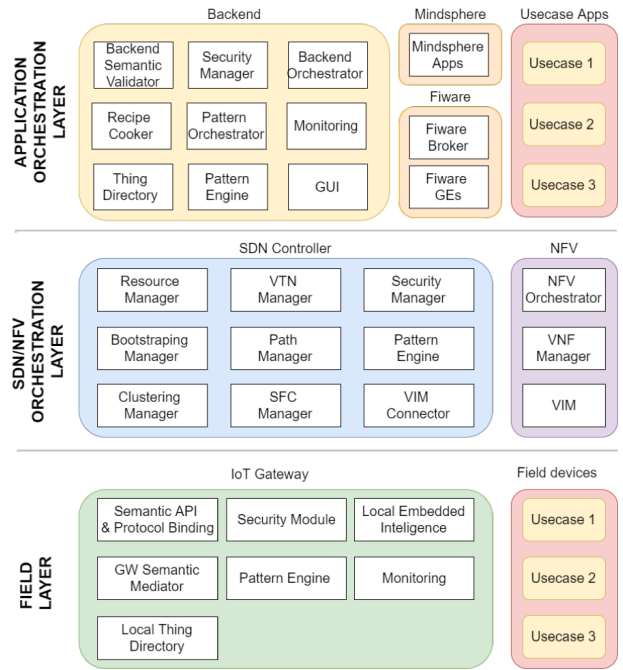 Backend
Mindsphere
Usecase Apps
APPLICATION
ORCHESTRATION
LAYER
Backend
Semantic
Validator
Security
Manager
Backend
Orchestrator
Recipe
Cooker
Pattern
Orchestrator
Monitoring
Thing
Directory
Pattern
Engine
GUI
Mindsphere
Apps
Fiware
Fiware
Broker
Fiware
GEs
Usecase 1
Usecase 2
Usecase 3
SDN Controller
NFV
SDN/NFV
ORCHESTRATION
LAYER
Resource
Manager
VTN
Manager
Security
Manager
Bootstraping
Manager
Path
Manager
Pattern
Engine
Clustering
Manager
SFC
Manager
VIM
Connector
NFV
Orchestrator
VNF
Manager
VIM
IoT Gateway
Field devices
FIELD
LAYER
Semantic API
& Protocol Binding
Security Module
Local Embedded
Inteligence
GW Semantic
Mediator
Pattern Engine
Monitoring
Local Thing
Directory
Usecase 1
Usecase 2
Usecase 3